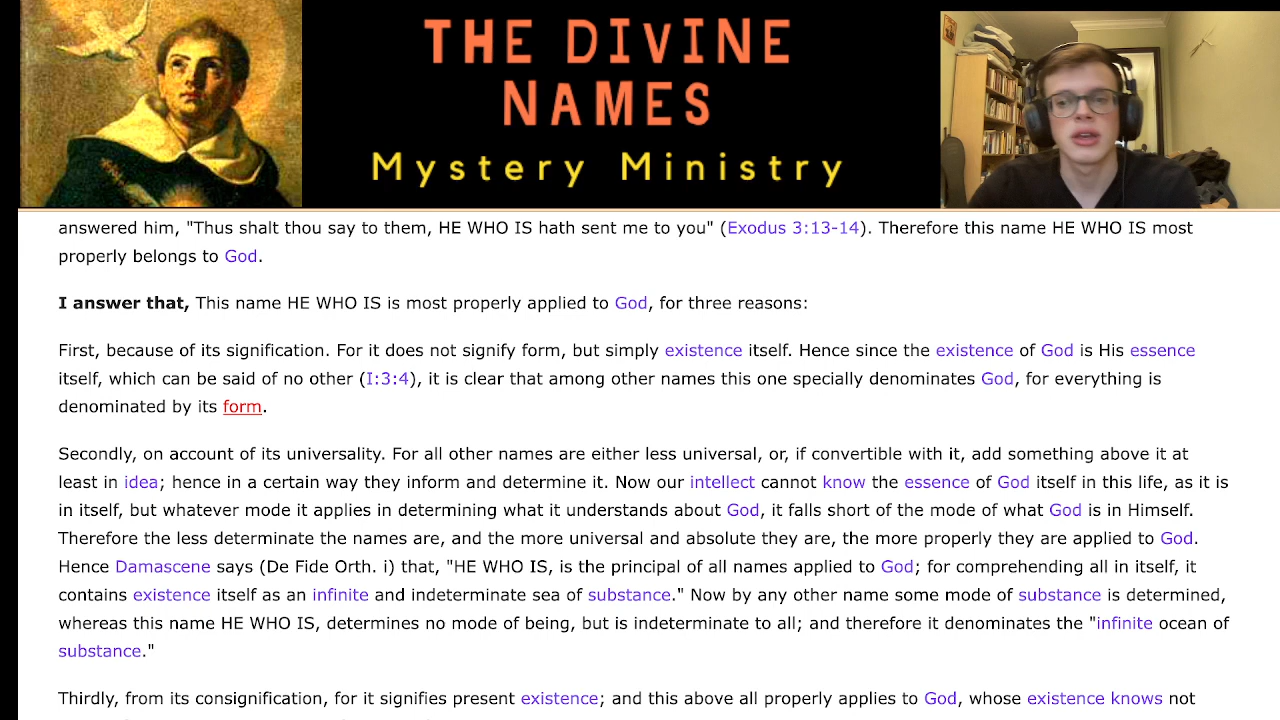 THE DIVINE
NAMES
Mystery Ministry
answered him, "Thus shalt thou say to them, HE WHO IS hath sent me to you" (Exodus 3:13-14). Therefore this name HE WHO IS most
properly belongs to God.
I answer that, This name HE WHO IS is most properly applied to God, for three reasons:
First, because of its signification. For it does not signify form, but simply existence itself. Hence since the existence of God is His essence
itself, which can be said of no other (I:3:4), it is clear that among other names this one specially denominates God, for everything is
denominated by its form.
Secondly, on account of its universality. For all other names are either less universal, or, if convertible with it, add something above it at
least in idea; hence in a certain way they inform and determine it. Now our intellect cannot know the essence of God itself in this life, as it is
in itself, but whatever mode it applies in determining what it understands about God, it falls short of the mode of what God is in Himself.
Therefore the less determinate the names are, and the more universal and absolute they are, the more properly they are applied to God.
Hence Damascene says (De Fide Orth. i) that, "HE WHO IS, is the principal of all names applied to God; for comprehending all in itself, it
contains existence itself as an infinite and indeterminate sea of substance." Now by any other name some mode of substance is determined,
whereas this name HE WHO IS, determines no mode of being, but is indeterminate to all; and therefore it denominates the "infinite ocean of
substance."
Thirdly, from its consignification, for it signifies present existence; and this above all properly applies to God, whose existence knows not